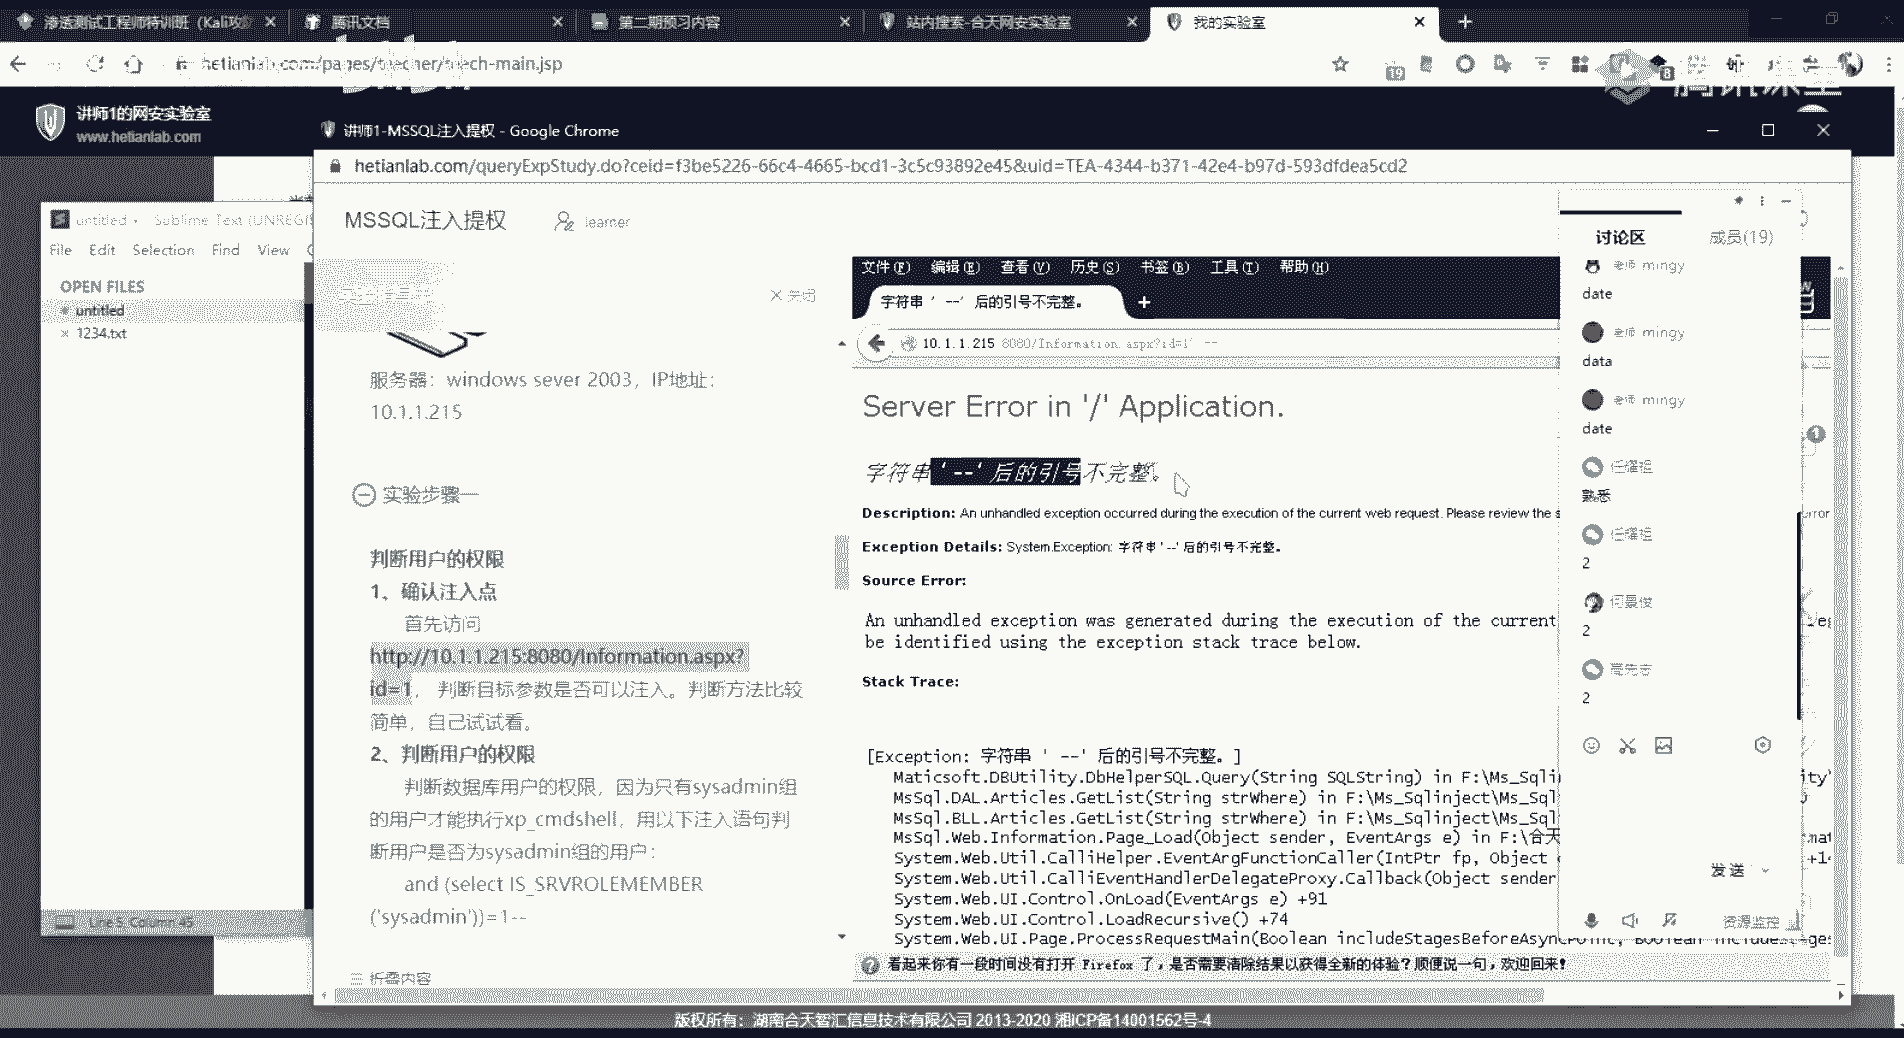 渗透测试工程师特训班（Kali攻
腾讯文档
第二期预习内容
站内搜索-合天网安实验室
我的实验室
hetianlab.com/pages/teacher/teach-main.jsp
19
8
腾讯课堂
讲师1的网安实验室
www.hetianlab.com
讲师1-MSSQL注入提权 - Google Chrome
hetianlab.com/queryExpStudy.do?ceid=f3be5226-66c4-4665-bcd1-3c5c93892e45&uid=TEA-4344-b371-42e4-b97d-593dfdea5cd2
untitled • - Sublime Text (UNREGI
File Edit Selection Find View
OPEN FILES
untitled
1234.txt
MSSQL注入提权
learner
关闭
服务器：windows sever 2003，IP地址：
10.1.1.215
实验步骤一
判断用户的权限
1、确认注入点
首先访问
http://10.1.1.215:8080/Information.aspx?
id=1， 判断目标参数是否可以注入。判断方法比较
简单，自己试试看。
2、判断用户的权限
判断数据库用户的权限，因为只有sysadmin组
的用户才能执行xp_cmdshell，用以下注入语句判
断用户是否为sysadmin组的用户：
and (select IS_SRVROLEMEMBER
('sysadmin'))=1--
折叠内容
文件(F) 编辑(E) 查看(V) 历史(S) 书签(B) 工具(T) 帮助(H)
字符串 ' --' 后的引号不完整。
10.1.1.215:8080/Information.aspx?id=1' --
Server Error in '/' Application.
字符串 ' --' 后的引号不完整。
Description: An unhandled exception occurred during the execution of the current web request. Please review the s
error
Exception Details: System.Exception: 字符串 ' --' 后的引号不完整。
Source Error:
An unhandled exception was generated during the execution of the current
be identified using the exception stack trace below.
Stack Trace:
[Exception: 字符串 ' --' 后的引号不完整。]
Maticsoft.DBUtility.DbHelperSQL.Query(String SQLString) in F:\Ms_Sqlin
MsSql.DAL.Articles.GetList(String strWhere) in F:\Ms_Sqlinject\Ms_Sql
MsSql.BLL.Articles.GetList(String strWhere) in F:\Ms_Sqlinject\Ms_Sql
MsSql.Web.Information.Page_Load(Object sender, EventArgs e) in F:\合天
System.Web.Util.CalliHelper.EventArgFunctionCaller(IntPtr fp, Object
System.Web.Util.CalliEventHandlerDelegateProxy.Callback(Object sender
System.Web.UI.Control.OnLoad(EventArgs e) +91
System.Web.UI.Control.LoadRecursive() +74
System.Web.UI.Page.ProcessRequestMain(Boolean includeStagesBeforeAsyncPoint, Boolean includeStages
看起来你有一段时间没有打开 Firefox 了，是否需要清除结果以获得全新的体验？顺便说一句，欢迎回来！
讨论区
成员(19)
老师 mingy
date
老师 mingy
data
老师 mingy
date
任耀祖
熟悉
任耀祖
2
何景俊
2
2
发送
资源监控
版权所有：湖南合天智汇信息技术有限公司 2013-2020 湘ICP备14001562号-4